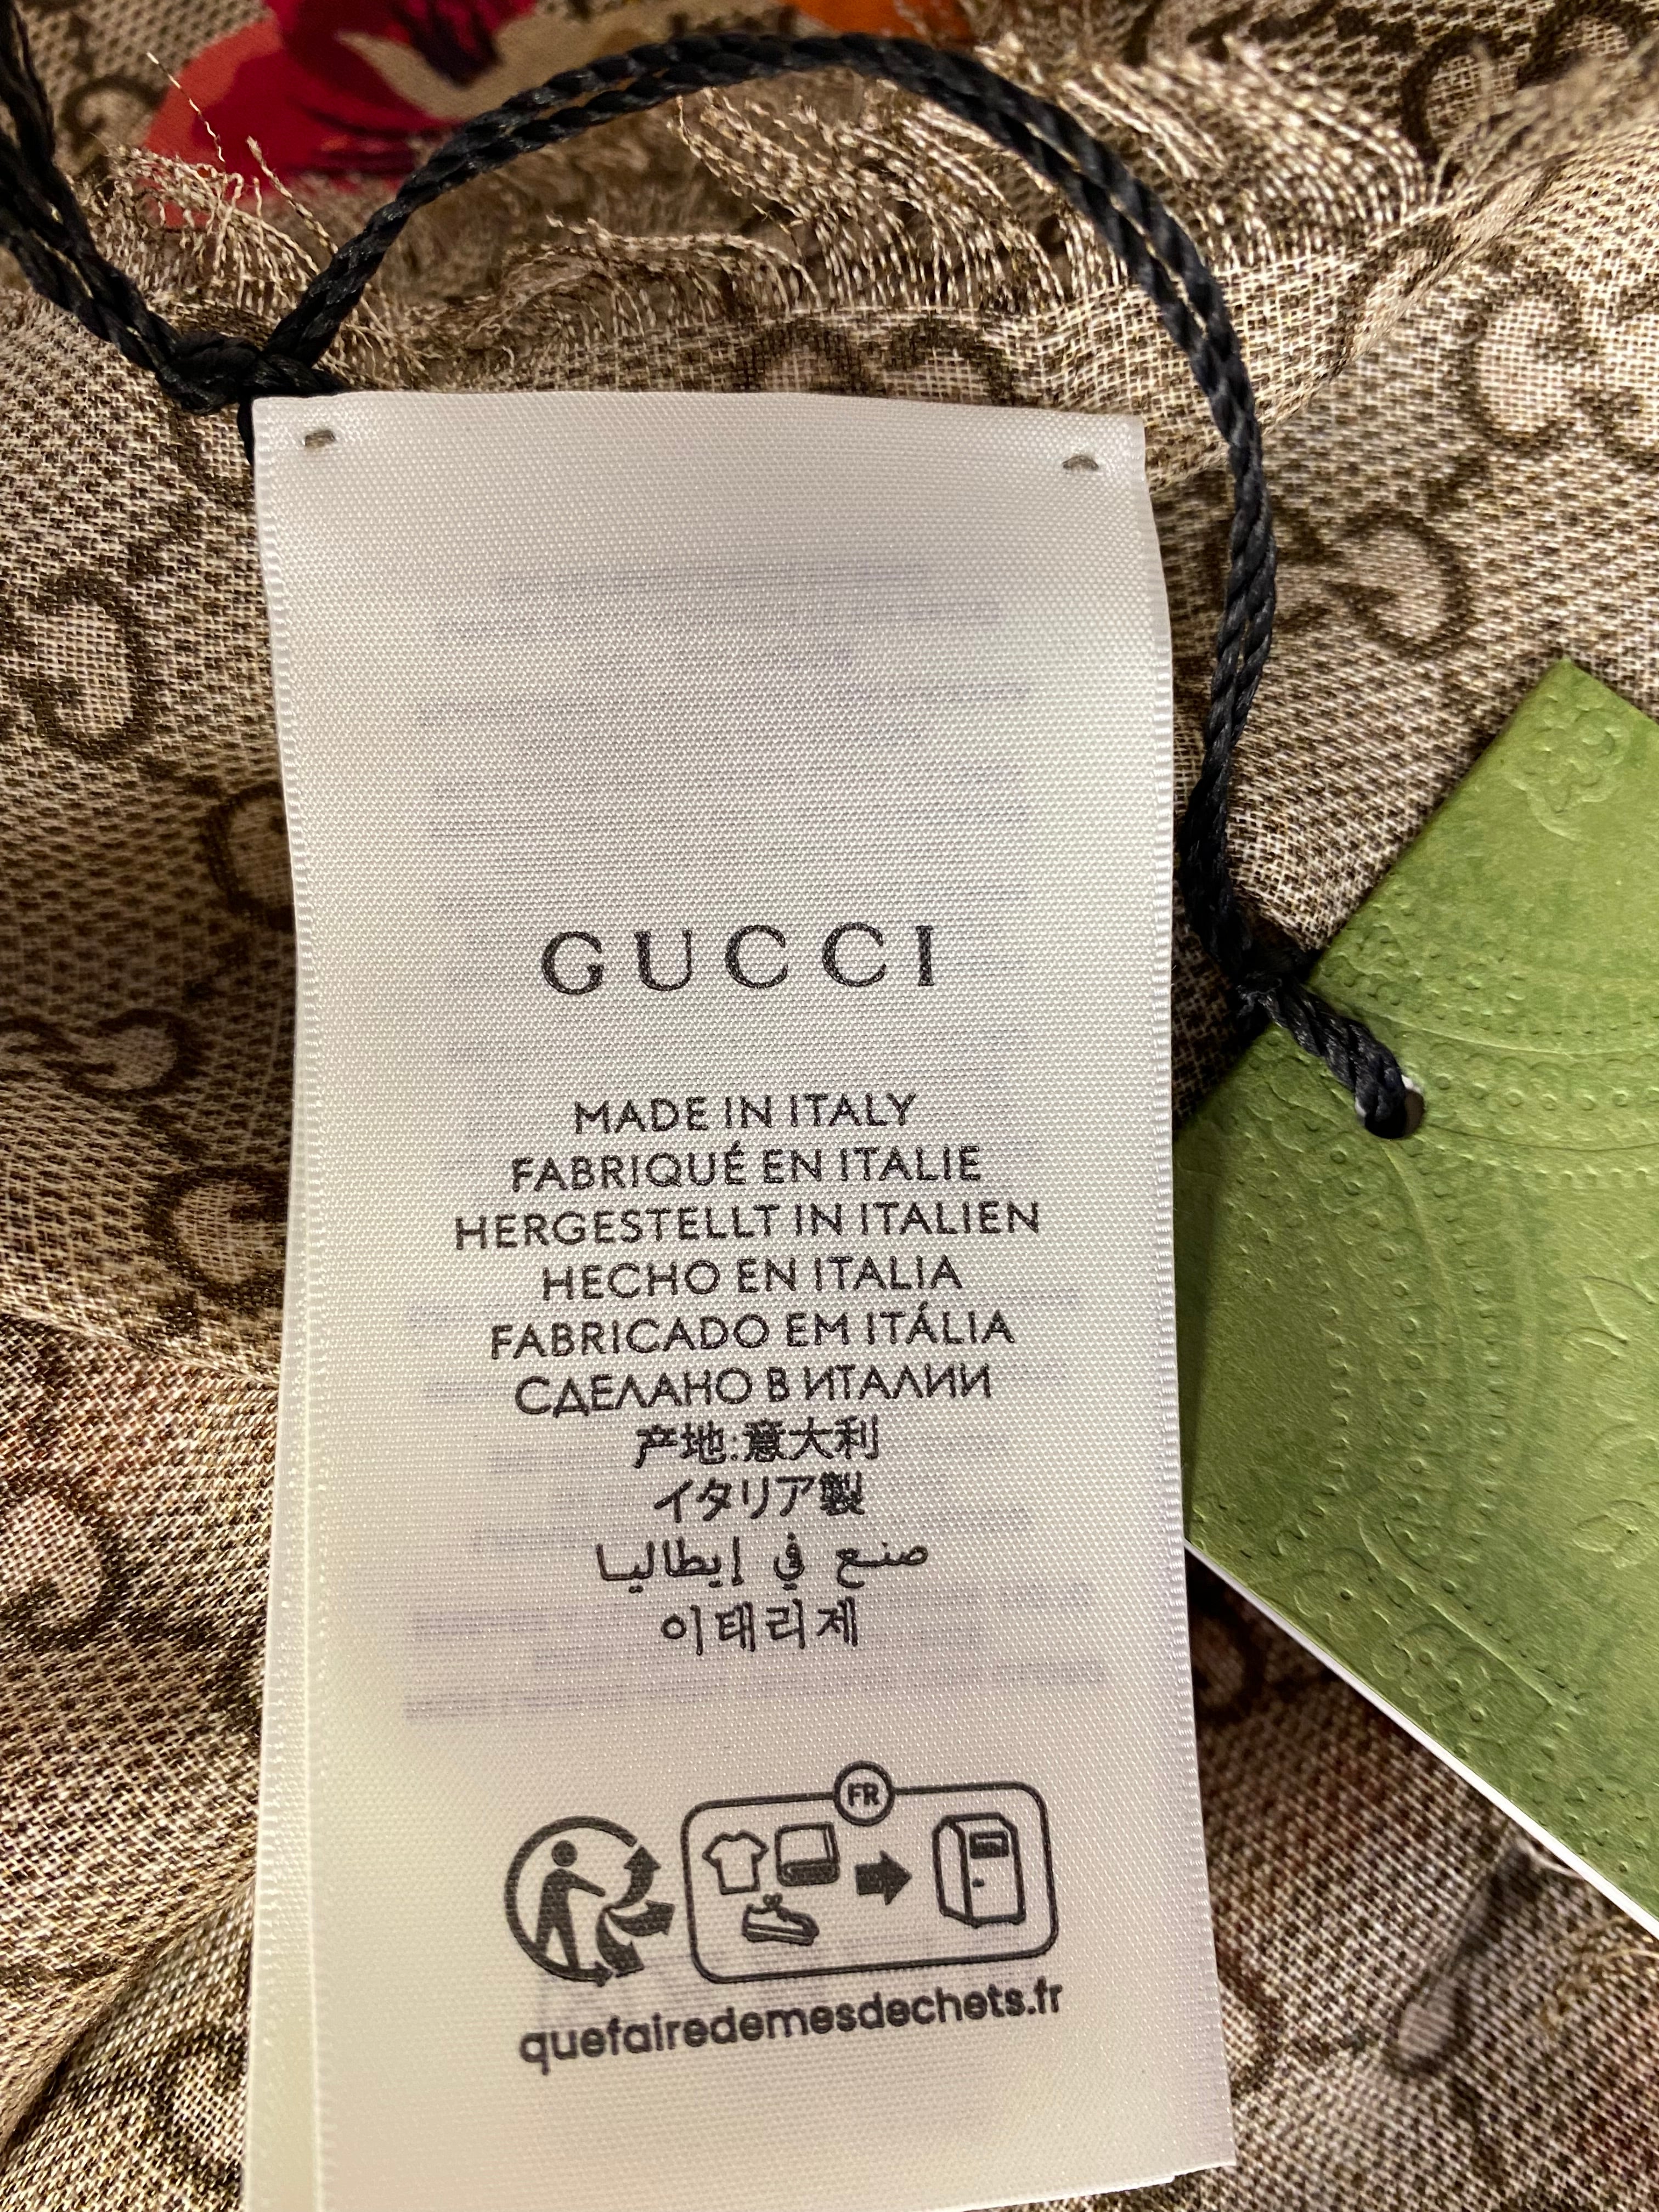 GUCCI
MADE IN ITALY
FABRIQUÉ EN ITALIE
HERGESTELLT IN ITALIEN
HECHO EN ITALIA
FABRICADO EM ITÁLIA
СДЕЛАНО В ИТАЛИИ
产地:意大利
イタリア製
صنع في إيطاليا
이태리제
FR
quefairedemesdechets.fr